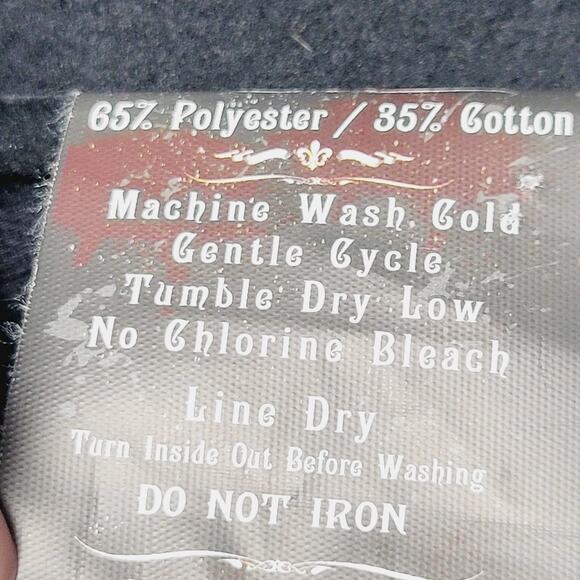 65% Polyester / 35% Cotton
Machine Wash Cold
Gentle Cycle
Tumble Dry Low
No Chlorine Bleach
Line Dry
Turn Inside Out Before Washing
DO NOT IRON